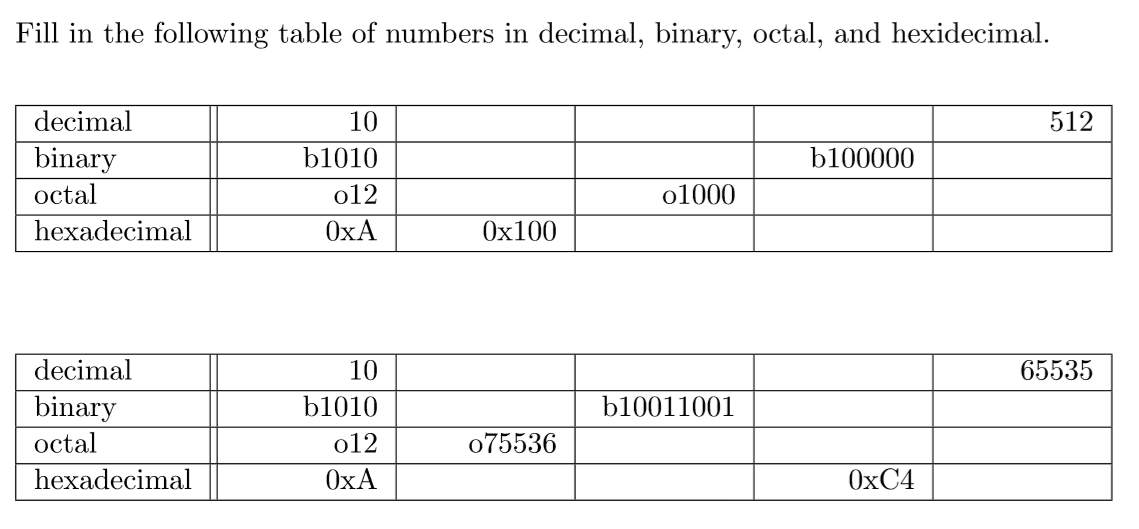 Fill in the following table of numbers in decimal, binary, octal, and hexidecimal.
decimal 10 512
binary b1010 b100000
octal o12 o1000
hexadecimal 0xA 0x100
decimal 10 65535
binary b1010 b10011001
octal o12 o75536
hexadecimal 0xA 0xC4